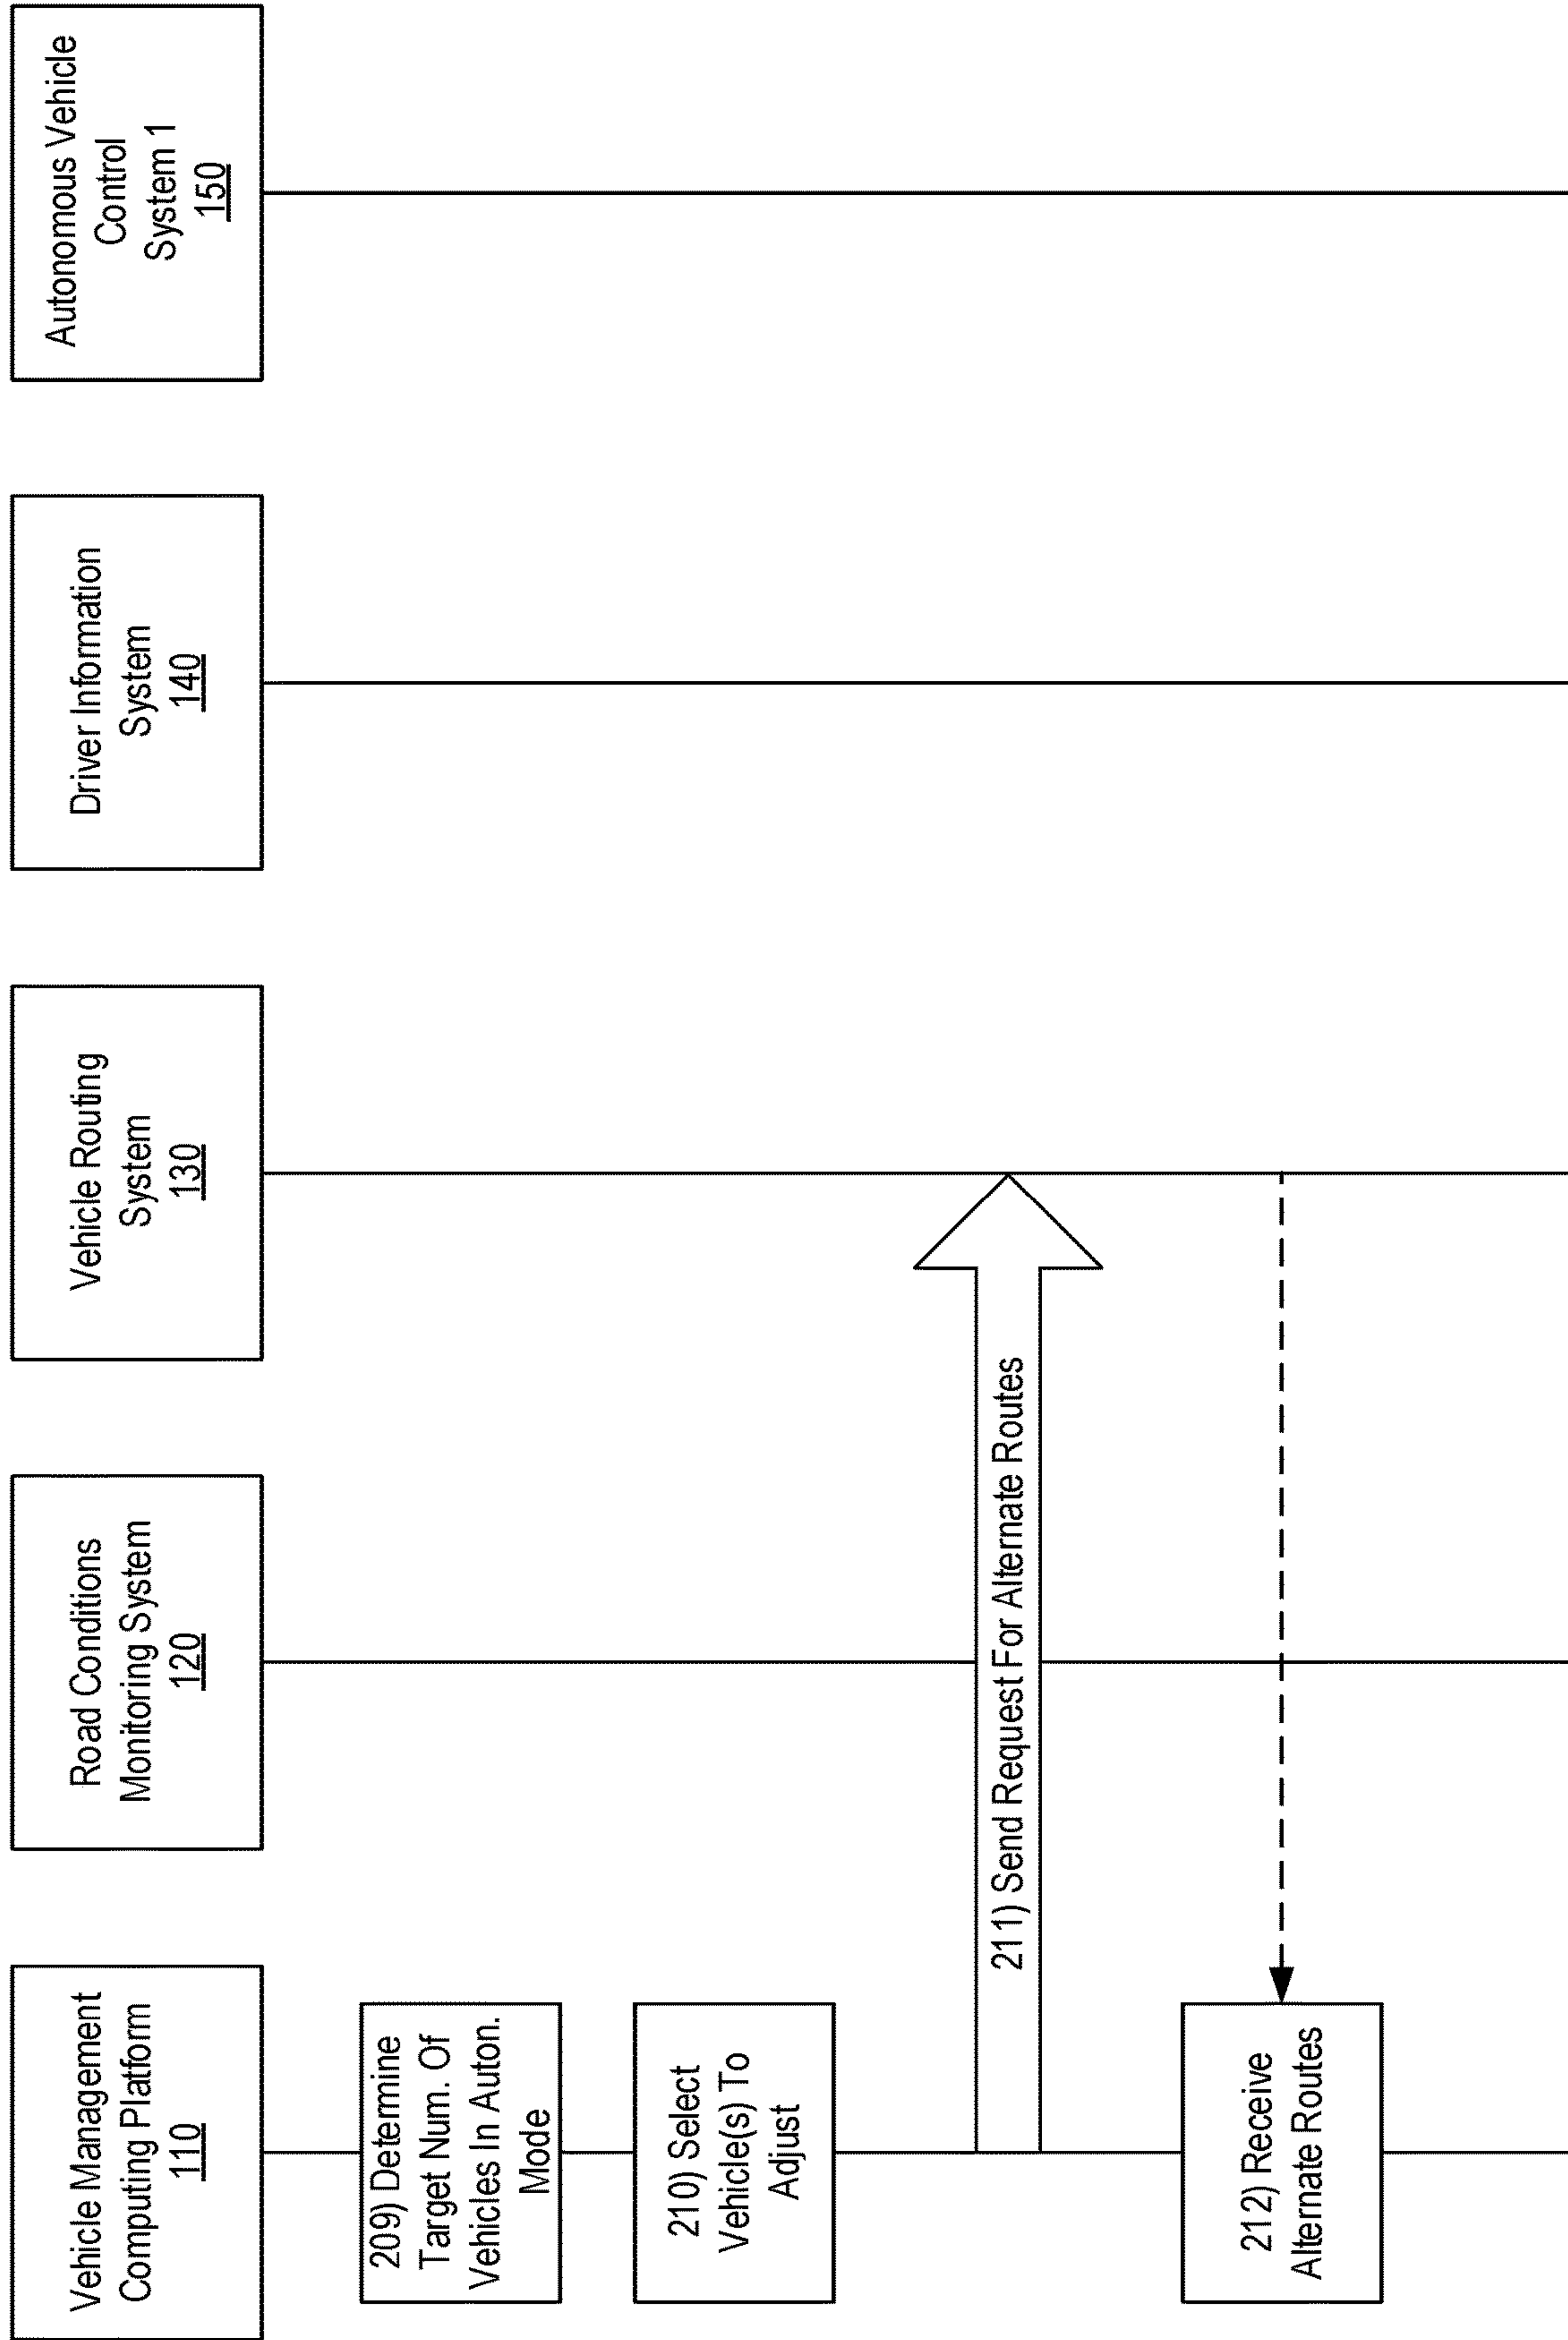 Vehicle Management
Computing Platform
110
Road Conditions
Monitoring System
120
Vehicle Routing
System
130
Driver Information
System
140
Autonomous Vehicle
Control
System 1
150
209) Determine
Target Num. Of
Vehicles In Auton.
Mode
210) Select
Vehicle(s) To
Adjust
211) Send Request For Alternate Routes
212) Receive
Alternate Routes